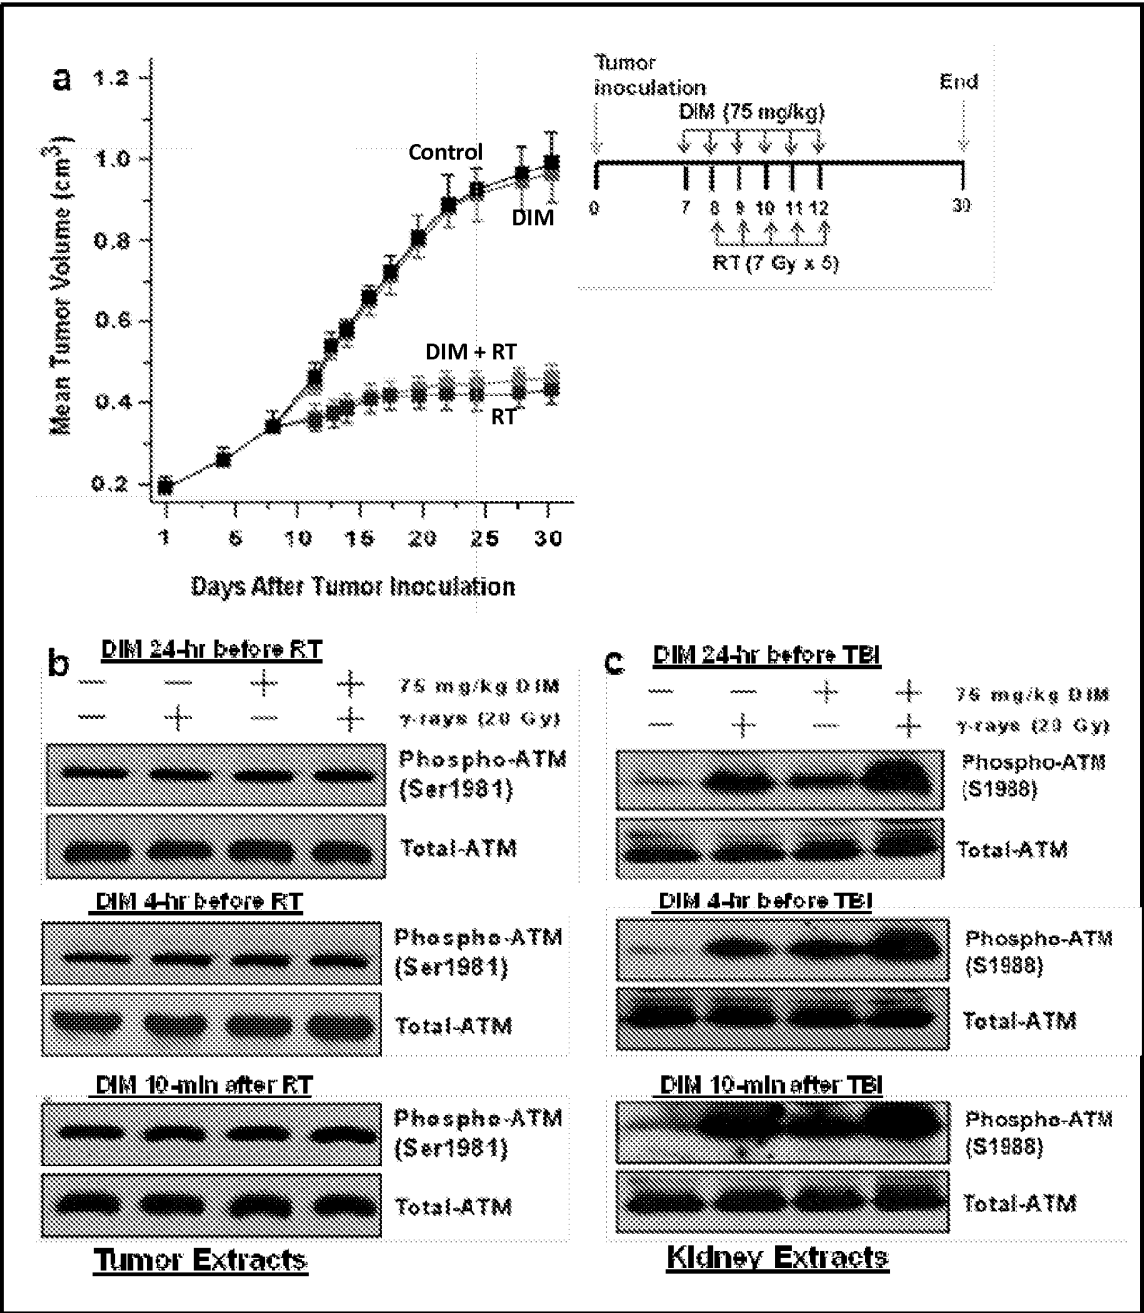 a
1.2
1.0
0.8
0.6
0.4
0.2
Mean Tumor Volume (cm3)
Control
DIM
DIM + RT
RT
1 5 10 15 20 25 30
Days After Tumor Inoculation
Tumor
inoculation
End
DIM (75 mg/kg)
0 7 8 9 10 11 12 30
RT (7 Gy x 5)
b
DIM 24-hr before RT
— — + + 75 mg/kg DIM
— + — + γ-rays (20 Gy)
Phospho-ATM
(Ser1981)
Total-ATM
DIM 4-hr before RT
Phospho-ATM
(Ser1981)
Total-ATM
DIM 10-min after RT
Phospho-ATM
(Ser1981)
Total-ATM
Tumor Extracts
c
DIM 24-hr before TBI
— — + + 75 mg/kg DIM
— + — + γ-rays (20 Gy)
Phospho-ATM
(S1988)
Total-ATM
DIM 4-hr before TBI
Phospho-ATM
(S1988)
Total-ATM
DIM 10-min after TBI
Phospho-ATM
(S1988)
Total-ATM
Kidney Extracts